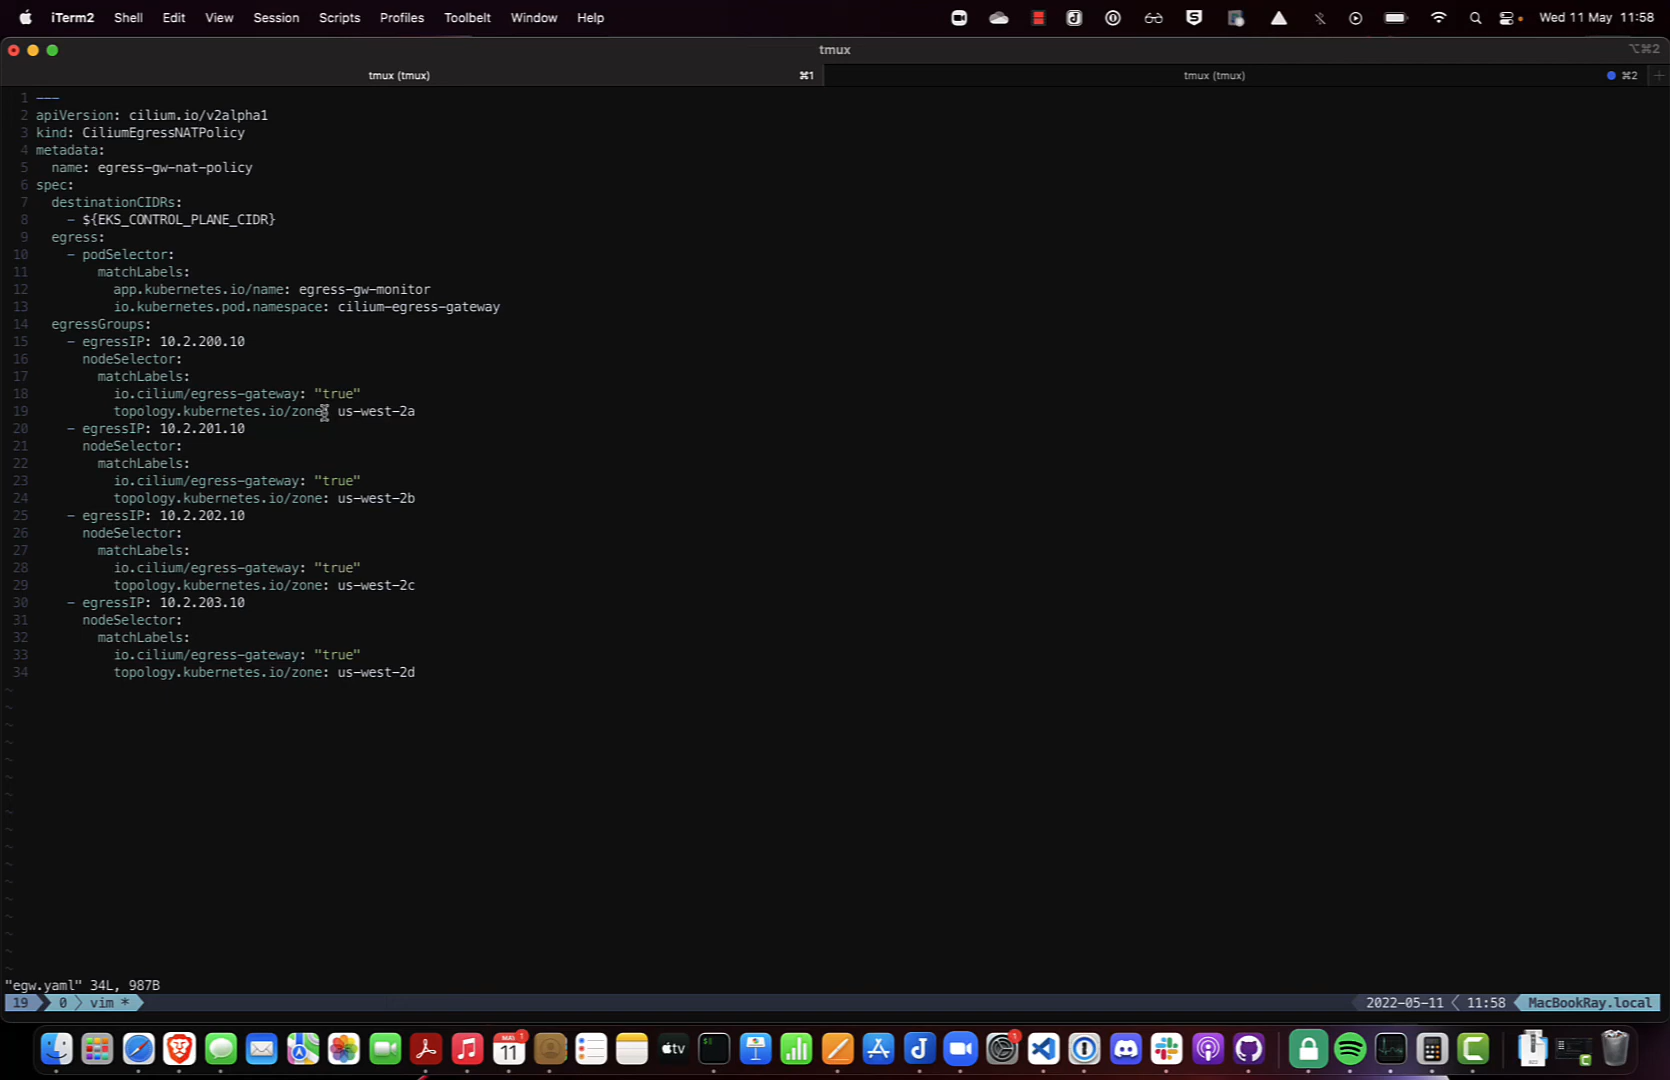 iTerm2 Shell Edit View Session Scripts Profiles Toolbelt Window Help Wed 11 May 11:58
tmux ⌥⌘2
tmux (tmux) ⌘1 tmux (tmux) ⌘2 +
1 ---
2 apiVersion: cilium.io/v2alpha1
3 kind: CiliumEgressNATPolicy
4 metadata:
5 name: egress-gw-nat-policy
6 spec:
7 destinationCIDRs:
8 - ${EKS_CONTROL_PLANE_CIDR}
9 egress:
10 - podSelector:
11 matchLabels:
12 app.kubernetes.io/name: egress-gw-monitor
13 io.kubernetes.pod.namespace: cilium-egress-gateway
14 egressGroups:
15 - egressIP: 10.2.200.10
16 nodeSelector:
17 matchLabels:
18 io.cilium/egress-gateway: "true"
19 topology.kubernetes.io/zone: us-west-2a
20 - egressIP: 10.2.201.10
21 nodeSelector:
22 matchLabels:
23 io.cilium/egress-gateway: "true"
24 topology.kubernetes.io/zone: us-west-2b
25 - egressIP: 10.2.202.10
26 nodeSelector:
27 matchLabels:
28 io.cilium/egress-gateway: "true"
29 topology.kubernetes.io/zone: us-west-2c
30 - egressIP: 10.2.203.10
31 nodeSelector:
32 matchLabels:
33 io.cilium/egress-gateway: "true"
34 topology.kubernetes.io/zone: us-west-2d
"egw.yaml" 34L, 987B
19 0 vim * 2022-05-11 11:58 MacBookRay.local
11 tv